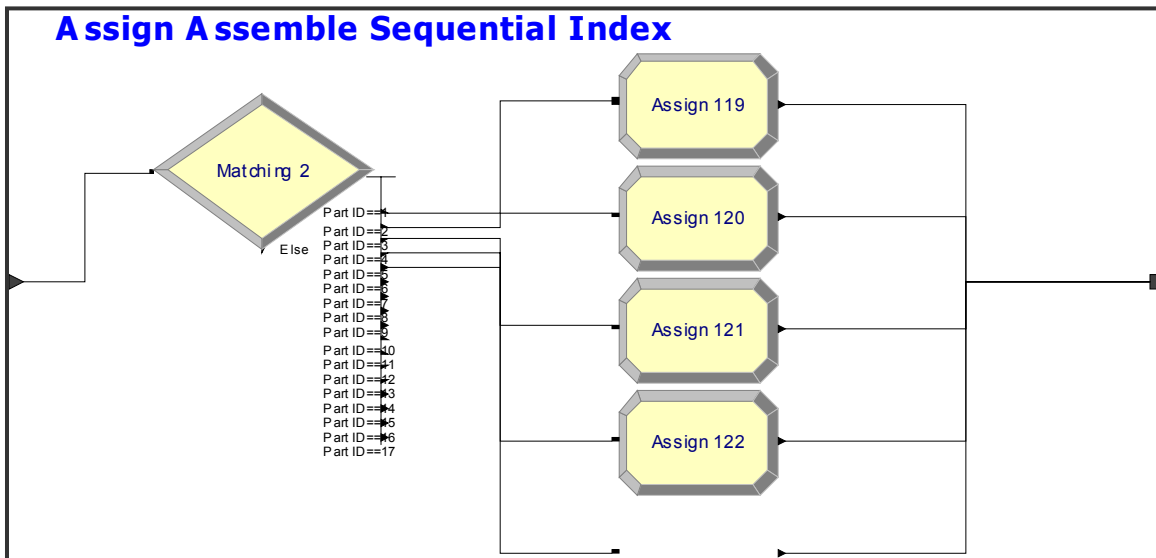 Assign Assemble Sequential Index
Assign 119
Matching 2
Part ID==1
Assign 120
Part ID==2
Else
Part ID==3
Part ID==4
Part ID==5
Part ID==6
Part ID==7
Part ID==8
Part ID==9
Assign 121
Part ID==10
Part ID==11
Part ID==12
Part ID==13
Part ID==14
Part ID==15
Part ID==16
Assign 122
Part ID==17